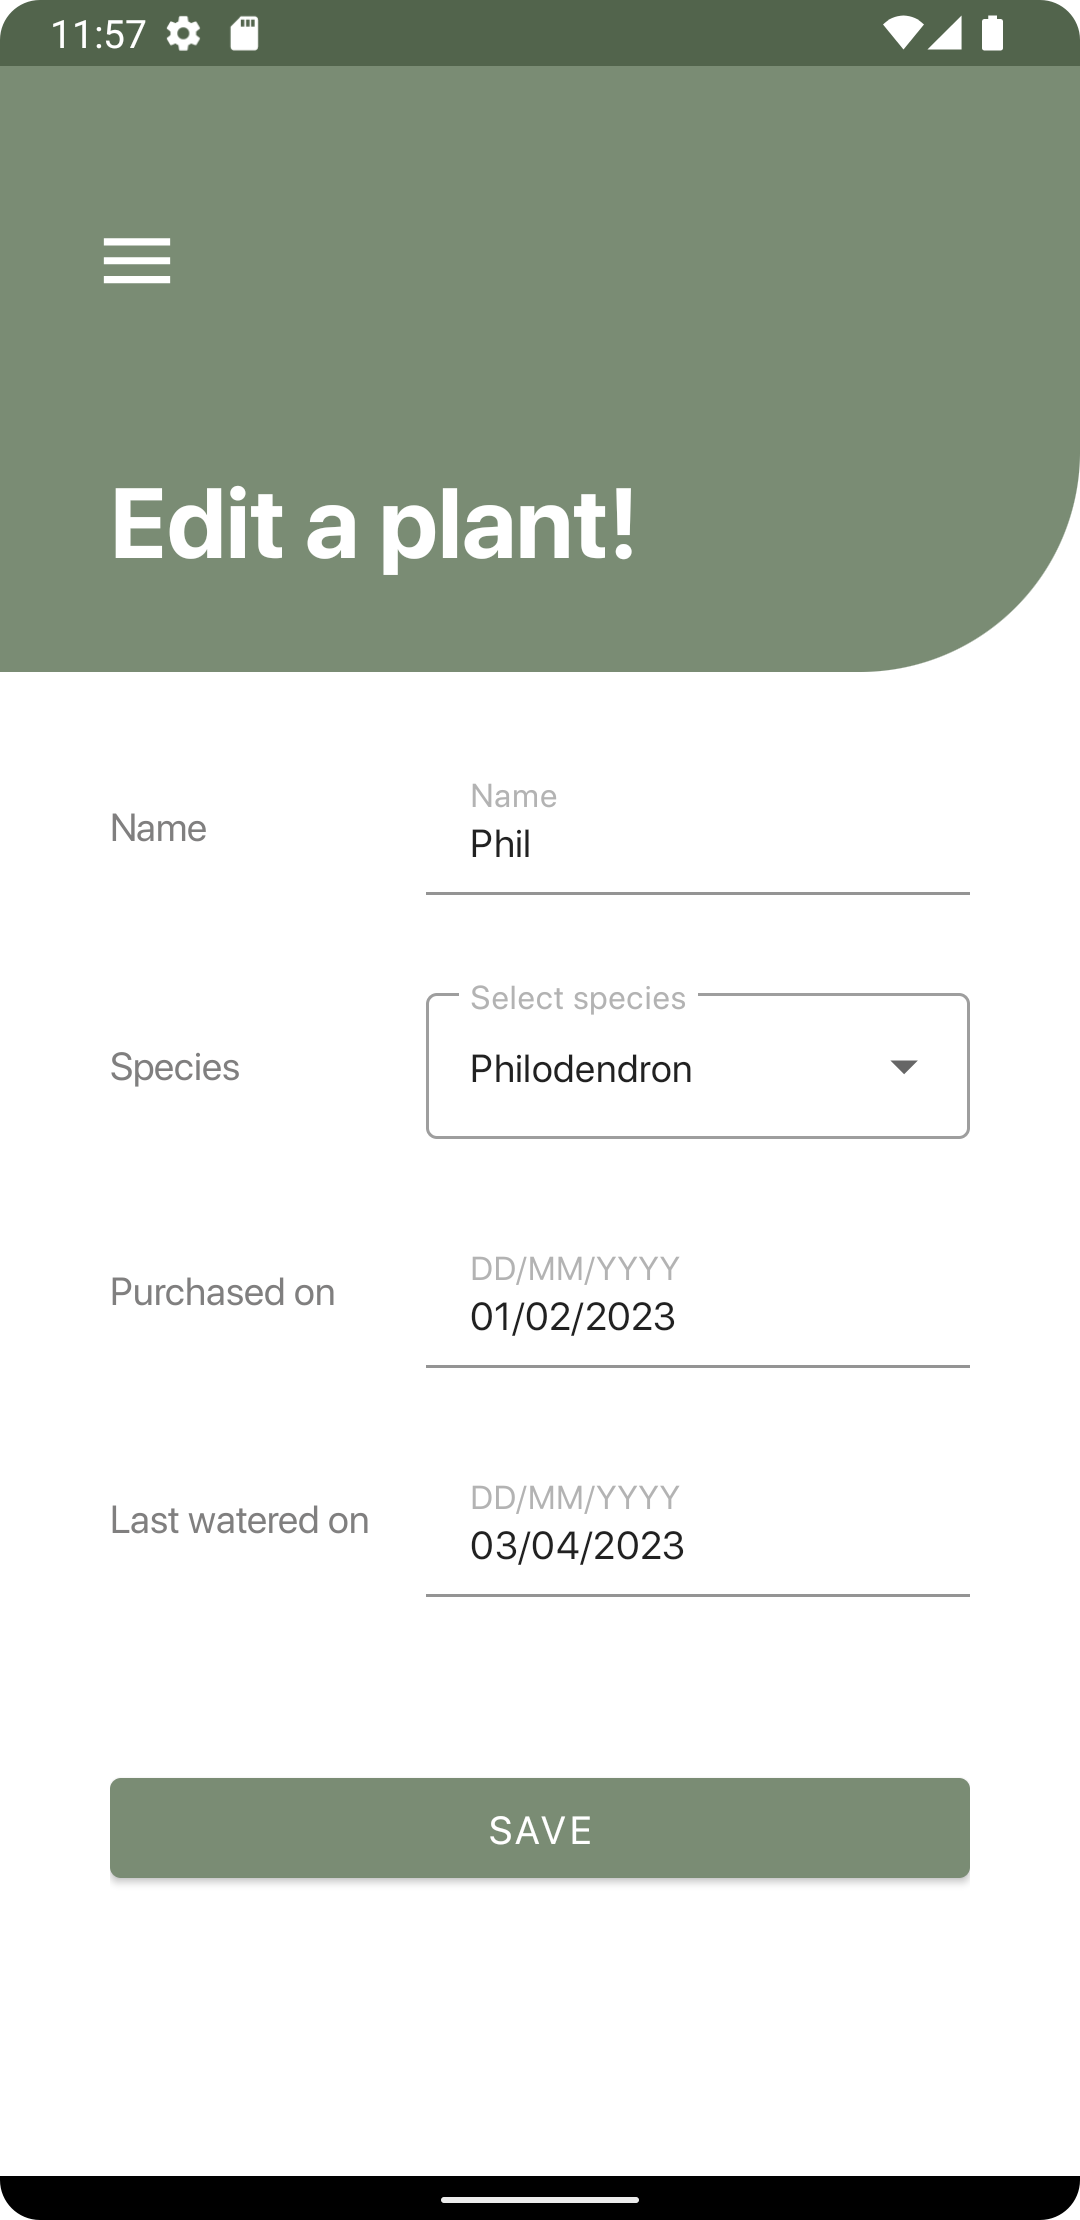 11:57
Edit a plant!
Name
Name
Phil
Select species
Species
Philodendron
DD/MM/YYYY
Purchased on
01/02/2023
DD/MM/YYYY
Last watered on
03/04/2023
SAVE